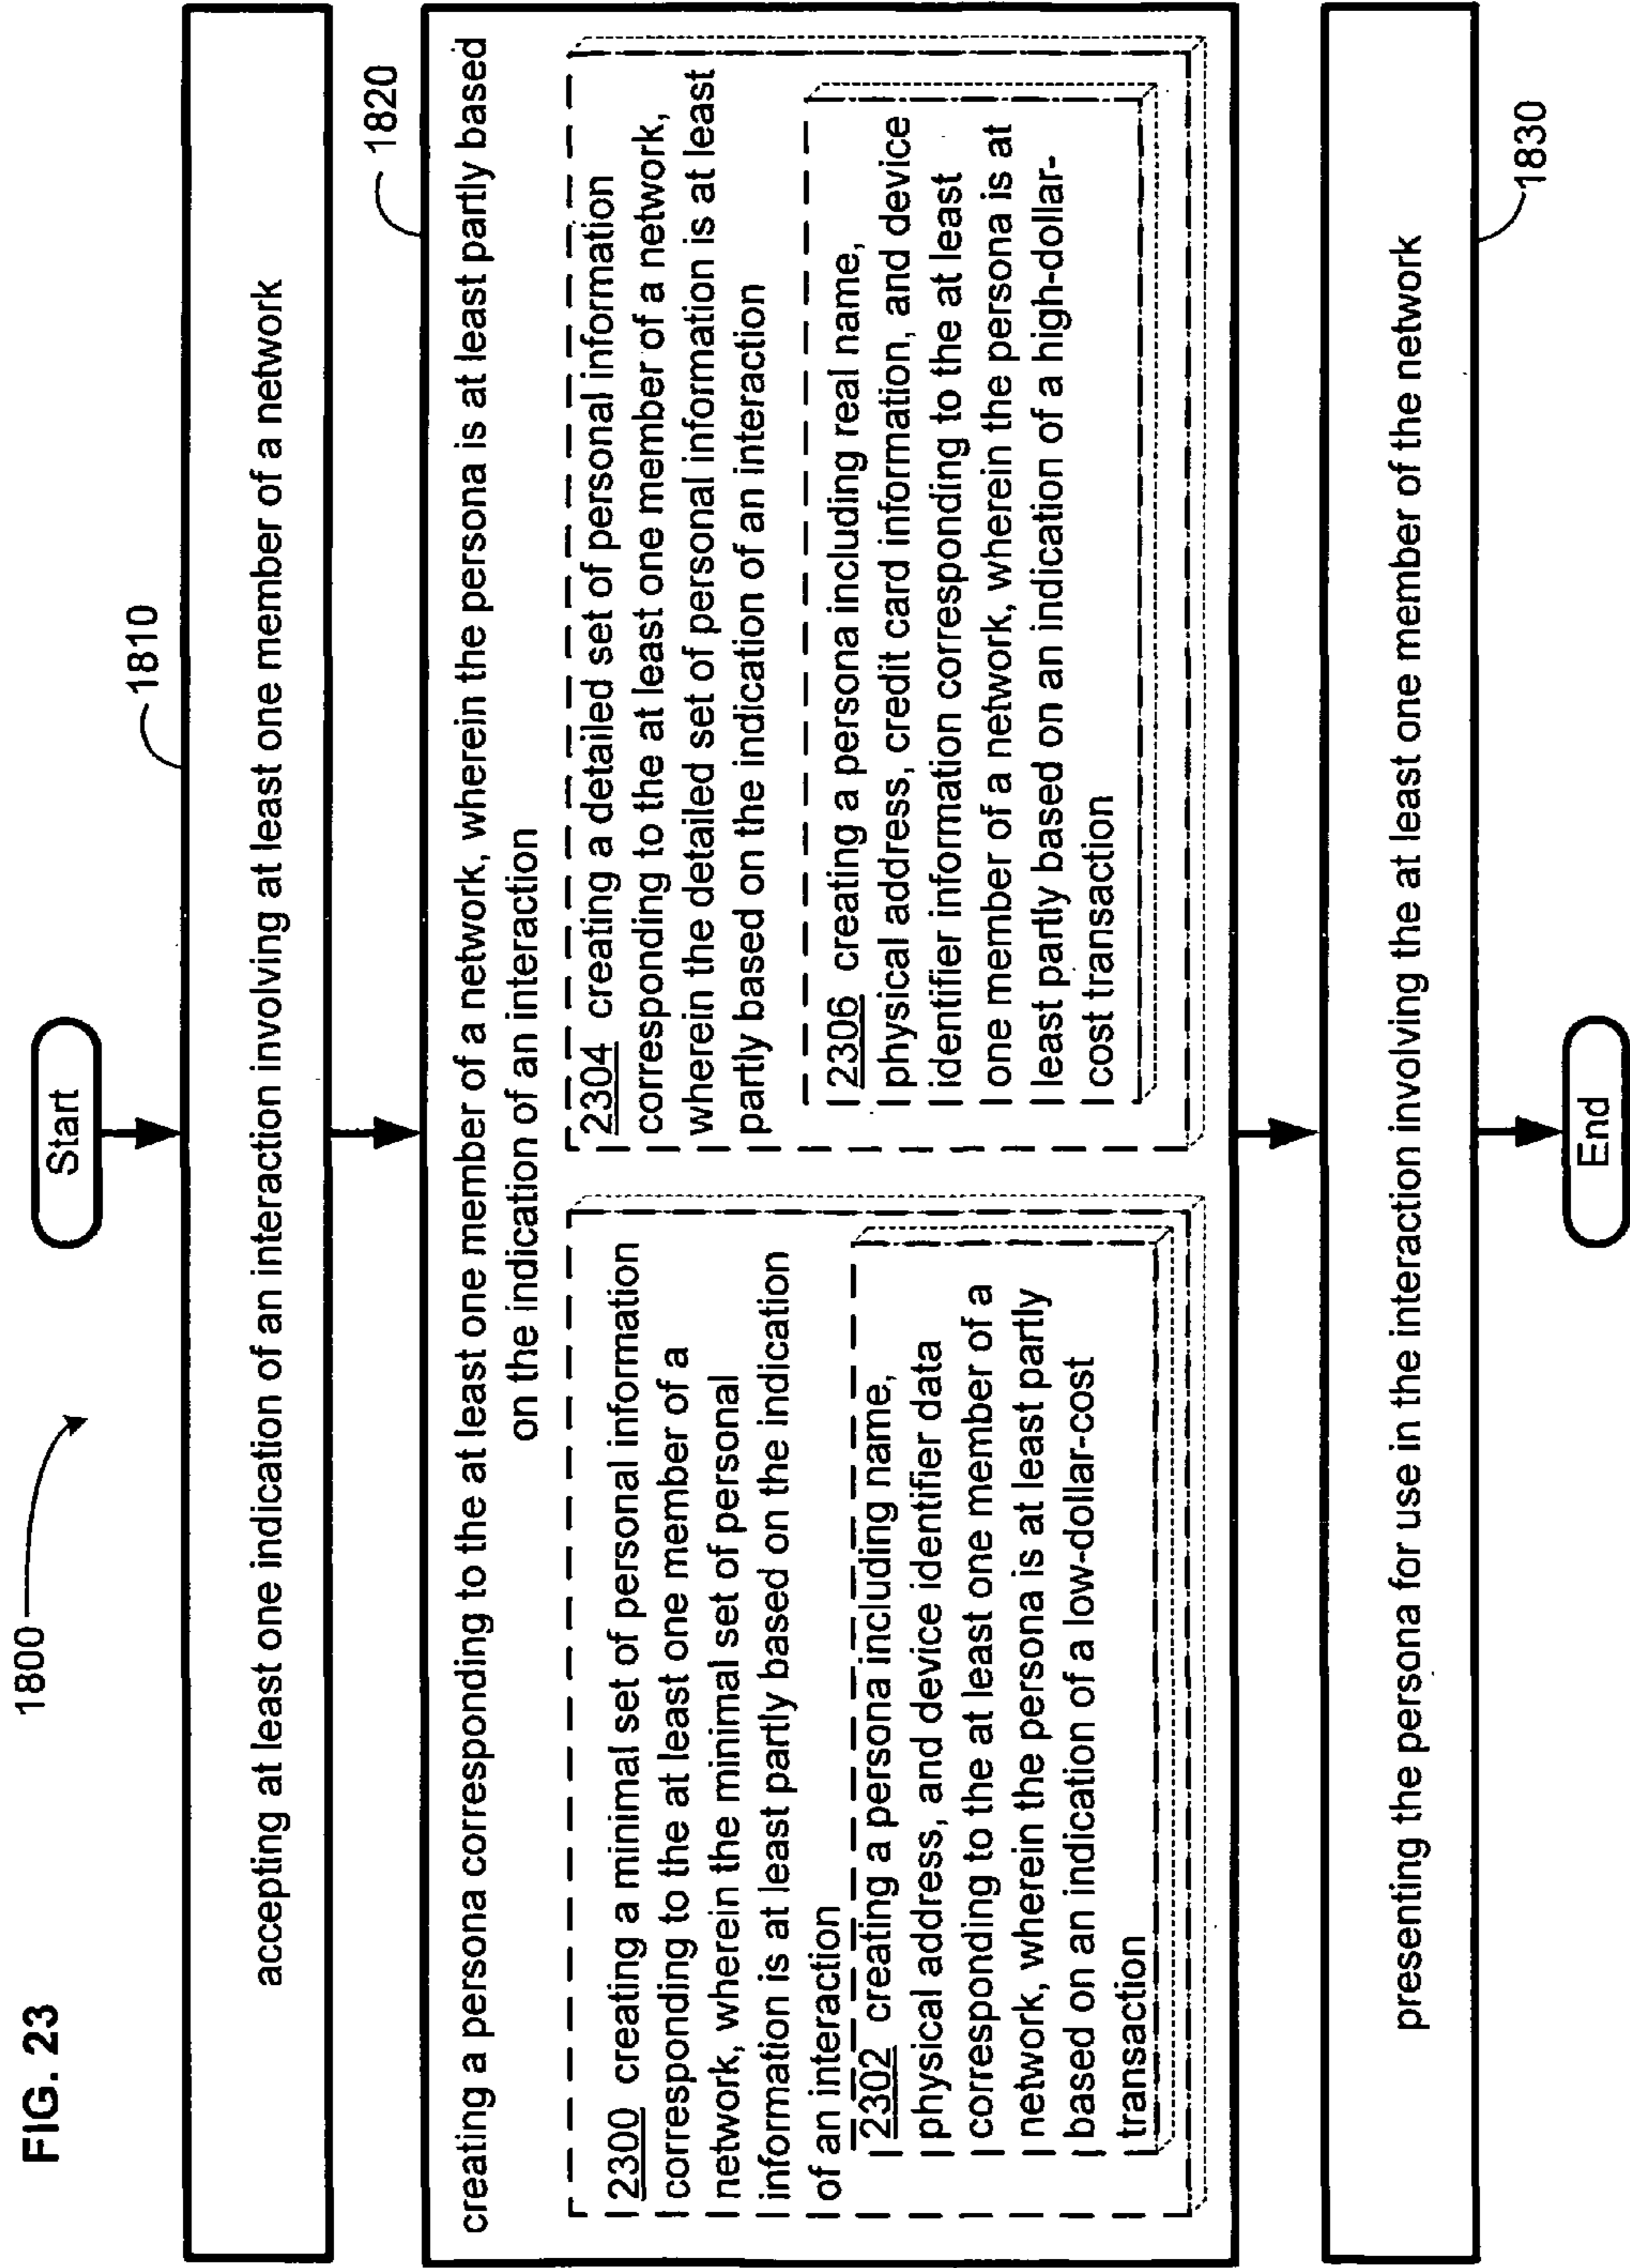 FIG. 23
1800
Start
1810
accepting at least one indication of an interaction involving at least one member of a network
1820
creating a persona corresponding to the at least one member of a network, wherein the persona is at least partly based
on the indication of an interaction
2300 creating a minimal set of personal information
corresponding to the at least one member of a
network, wherein the minimal set of personal
information is at least partly based on the indication
of an interaction
2302 creating a persona including name,
physical address, and device identifier data
corresponding to the at least one member of a
network, wherein the persona is at least partly
based on an indication of a low-dollar-cost
transaction
2304 creating a detailed set of personal information
corresponding to the at least one member of a network,
wherein the detailed set of personal information is at least
partly based on the indication of an interaction
2306 creating a persona including real name,
physical address, credit card information, and device
identifier information corresponding to the at least
one member of a network, wherein the persona is at
least partly based on an indication of a high-dollar-
cost transaction
presenting the persona for use in the interaction involving the at least one member of the network
1830
End